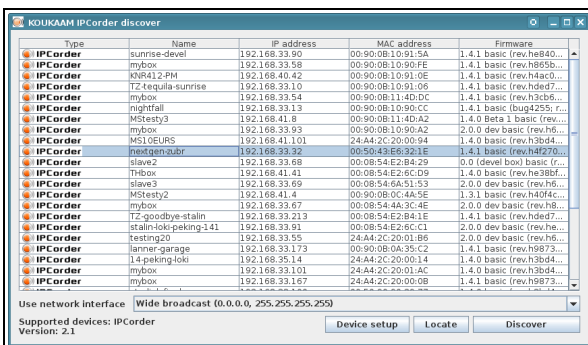 KOUKAAM IPCorder discover
Type Name IP address MAC address Firmware
IPCorder sunrise-devel 192.168.33.90 00:90:0B:10:91:5A 1.4.1 basic (rev.he840...
IPCorder mybox 192.168.33.58 00:90:0B:10:90:FE 1.4.1 basic (rev.h865b...
IPCorder KNR412-PM 192.168.40.42 00:90:0B:10:91:0E 1.4.1 basic (rev.h4ac0...
IPCorder TZ-tequila-sunrise 192.168.33.10 00:90:0B:10:91:06 1.4.1 basic (rev.hded7...
IPCorder mybox 192.168.33.54 00:90:0B:11:4D:DC 1.4.1 basic (rev.h3cb6...
IPCorder nightfall 192.168.33.13 00:90:0B:10:90:CC 1.4.1 basic (bug4255; r...
IPCorder MStesty3 192.168.41.8 00:90:0B:11:4D:A2 1.4.0 Beta 1 basic (rev....
IPCorder mybox 192.168.33.93 00:90:0B:10:90:A2 2.0.0 dev basic (rev.h6...
IPCorder MS10EURS 192.168.41.101 24:A4:2C:20:00:94 1.4.0 basic (rev.h3bd4...
IPCorder nextgen-zubr 192.168.33.32 00:50:43:E6:32:1E 1.4.1 basic (rev.h4f270...
IPCorder slave2 192.168.33.68 00:08:54:E2:B4:29 0.0 (devel box) basic (r...
IPCorder THbox 192.168.41.41 00:08:54:E2:6C:D9 1.4.0 basic (rev.he38bf...
IPCorder slave3 192.168.33.69 00:08:54:6A:51:53 2.0.0 dev basic (rev.h6...
IPCorder MStesty2 192.168.41.4 00:90:0B:0C:4A:5E 1.3.1 basic (rev.h40f4c...
IPCorder mybox 192.168.33.67 00:08:54:4A:3C:4E 2.0.0 dev basic (rev.h8...
IPCorder TZ-goodbye-stalin 192.168.33.213 00:08:54:E2:B4:1E 1.4.1 basic (rev.hded7...
IPCorder stalin-loki-peking-141 192.168.33.91 00:08:54:E2:6C:C1 2.0.0 dev basic (rev.he...
IPCorder testing20 192.168.33.55 24:A4:2C:20:01:B6 2.0.0 dev basic (rev.h6...
IPCorder lanner-garage 192.168.33.173 00:90:0B:0A:35:C2 1.4.1 basic (rev.h9873...
IPCorder 14-peking-loki 192.168.35.14 24:A4:2C:20:00:14 1.4.0 basic (rev.h3bd4...
IPCorder mybox 192.168.33.101 24:A4:2C:20:01:AC 1.4.0 basic (rev.h3bd4...
IPCorder mybox 192.168.33.167 24:A4:2C:20:00:0B 1.4.1 basic (rev.h9873...
Use network interface Wide broadcast (0.0.0.0, 255.255.255.255)
Supported devices: IPCorder
Version: 2.1
Device setup Locate Discover